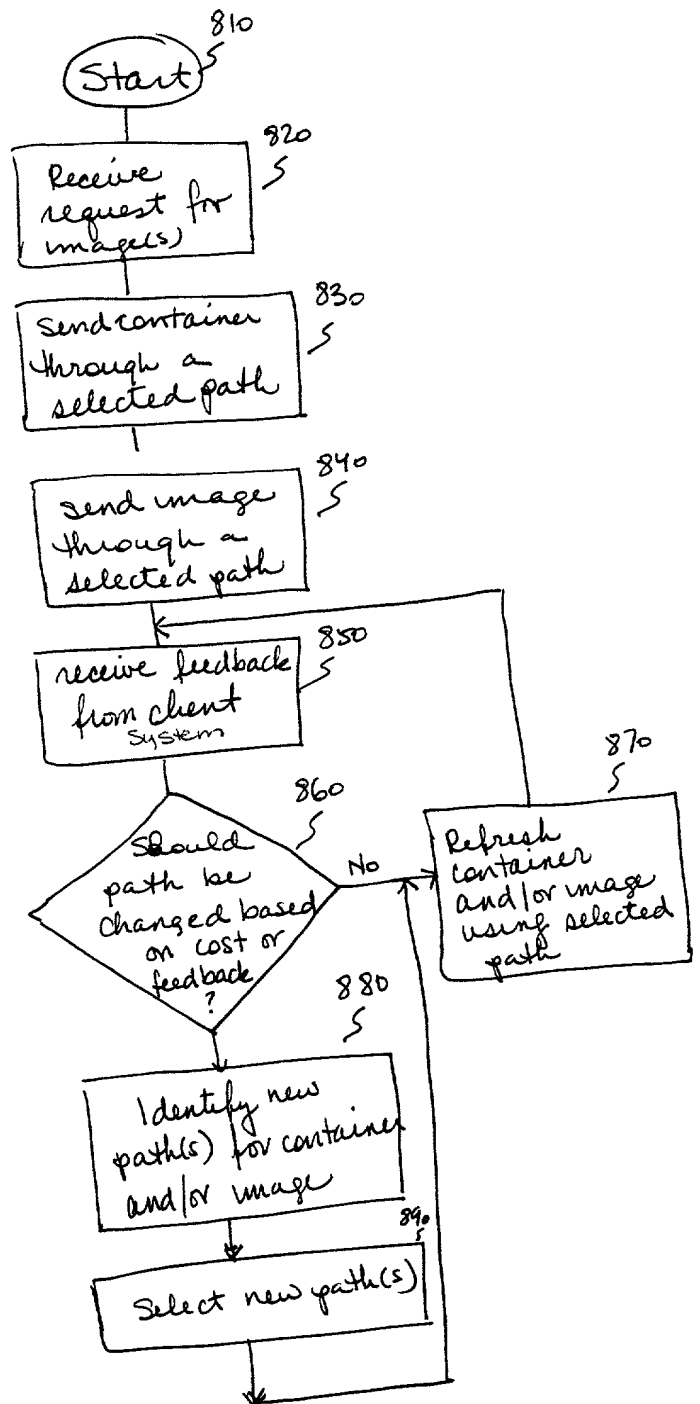 810
Start
820
Receive
request for
image(s)
830
send container
through a
selected path
840
send image
through a
selected path
850
receive feedback
from client
system
860
Should
path be
changed based
on cost or
feedback
?
No
870
Refresh
container
and/or image
using selected
path
880
Identify new
path(s) for container
and/or image
890
Select new path(s)